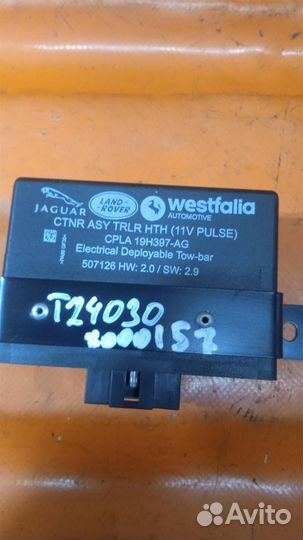 JAGUAR
LAND-
ROVER
westfalia
AUTOMOTIVE
CTNR ASY TRLR HTH (11V PULSE)
CPLA 19H397-AG
Electrical Deployable Tow-bar
507126 HW: 2.0 / SW: 2.9
T24030
Avito